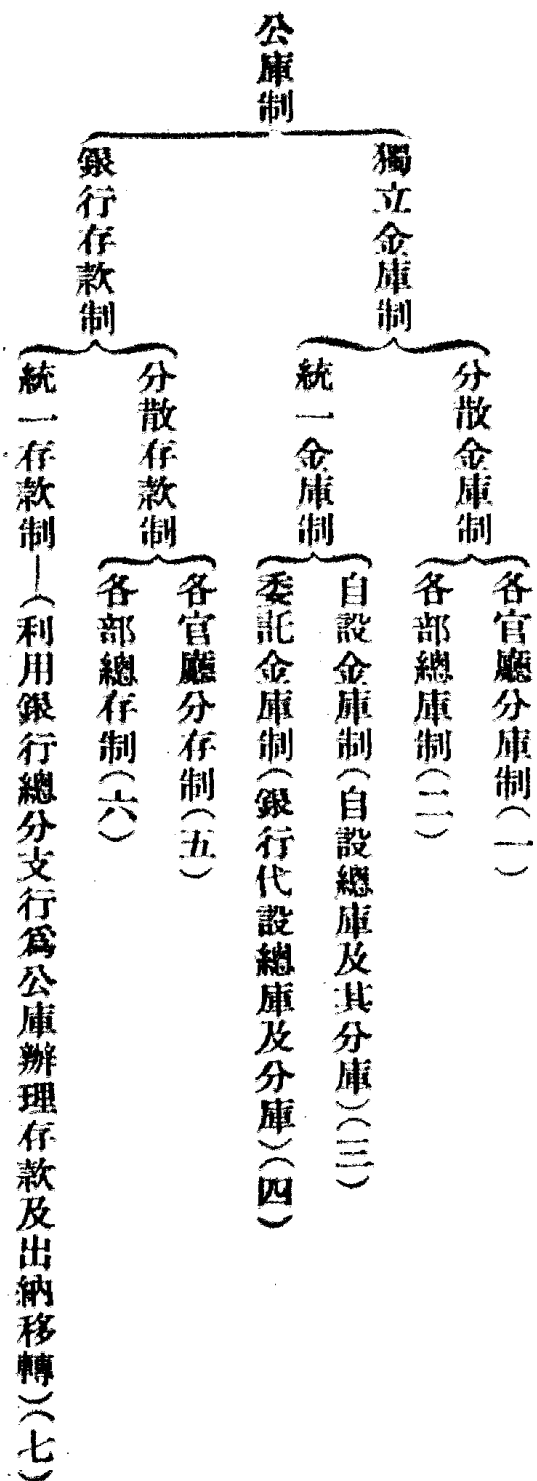 公庫制
獨立金庫制
分散金庫制
各官廳分庫制(一)
各部總庫制(二)
統一金庫制
自設金庫制(自設總庫及其分庫)(三)
委託金庫制(銀行代設總庫及分庫)(四)
銀行存款制
分散存款制
各官廳分存制(五)
各部總存制(六)
統一存款制—(利用銀行總分支行爲公庫辦理存款及出納移轉)(七)